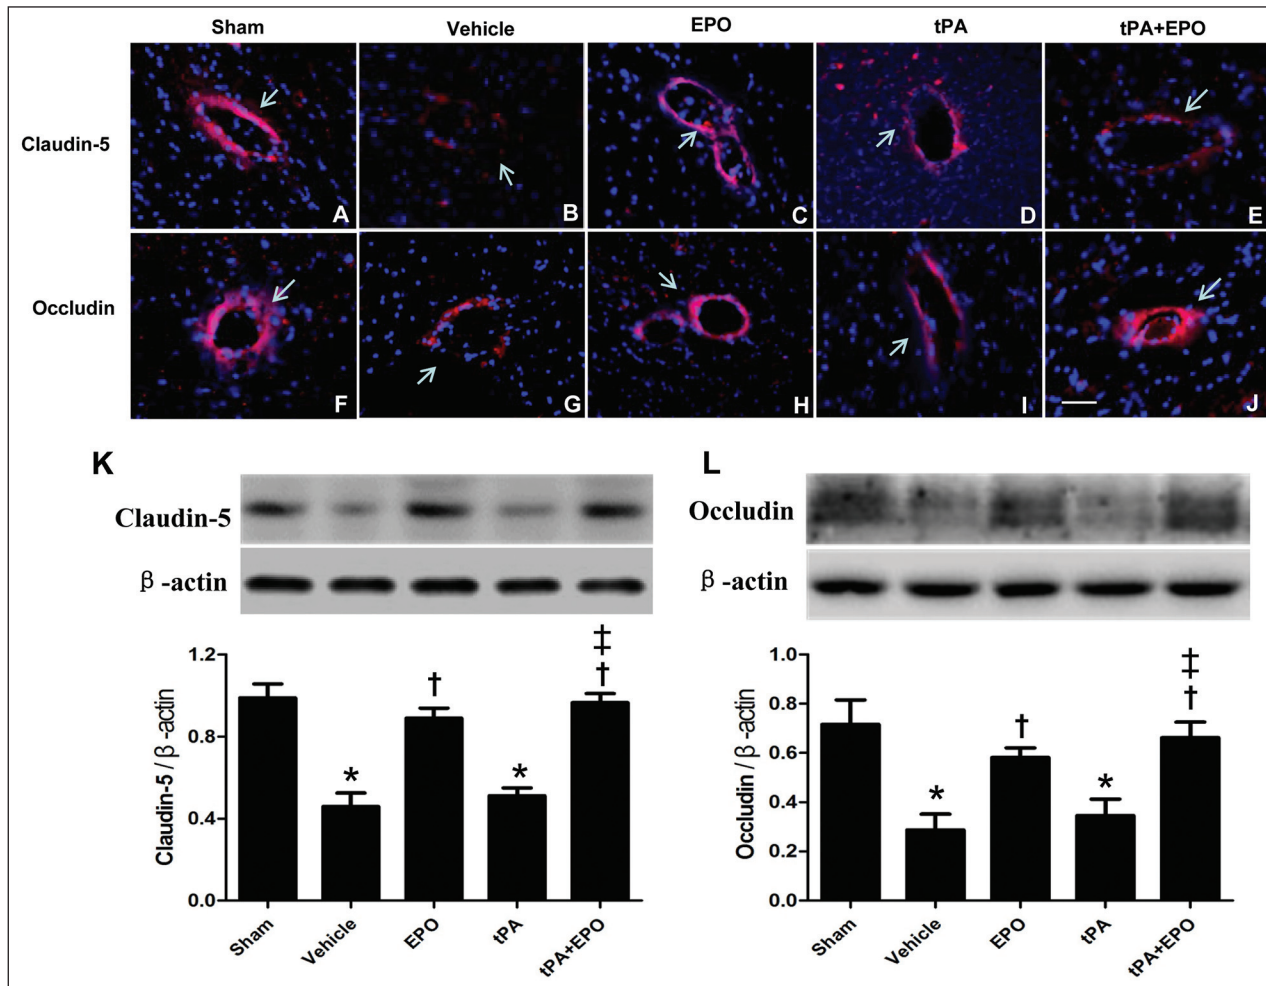 Sham Vehicle EPO tPA tPA+EPO
Claudin-5
A B C D E
Occludin
F G H I J
K L
Claudin-5 Occludin
β-actin β-actin
‡ ‡
† † † †
* * * *
1.2
0.8
0.4
0.0
Claudin-5 / β-actin
Sham Vehicle EPO tPA tPA+EPO
1.0
0.8
0.6
0.4
0.2
0.0
Occludin / β-actin
Sham Vehicle EPO tPA tPA+EPO